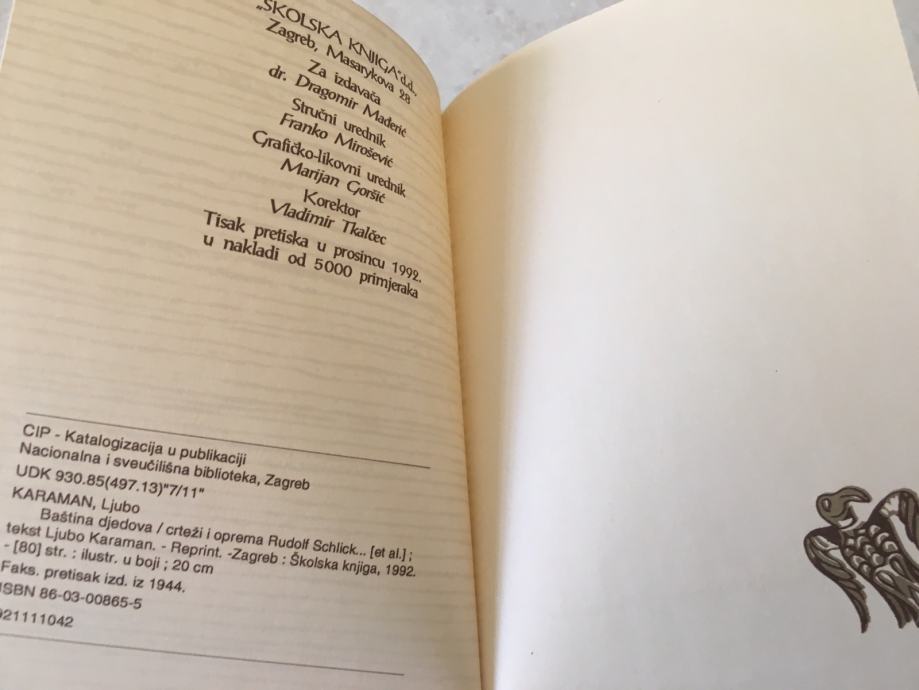 „ŠKOLSKA KNJIGA" d.d.,
Zagreb, Masarykova 28
Za izdavača
dr. Dragomir Mađerić
Stručni urednik
Franko Mirošević
Grafičko-likovni urednik
Marijan Goršić
Korektor
Vladimir Tkalčec
Tisak pretiska u prosincu 1992.
u nakladi od 5000 primjeraka
CIP - Katalogizacija u publikaciji
Nacionalna i sveučilišna biblioteka, Zagreb
UDK 930.85(497.13)"7/11"
KARAMAN, Ljubo
Baština djedova / crteži i oprema Rudolf Schlick... [et al.] ;
tekst Ljubo Karaman. - Reprint. -Zagreb : Školska knjiga, 1992.
- [80] str. : ilustr. u boji ; 20 cm
Faks. pretisak izd. iz 1944.
ISBN 86-03-00865-5
921111042